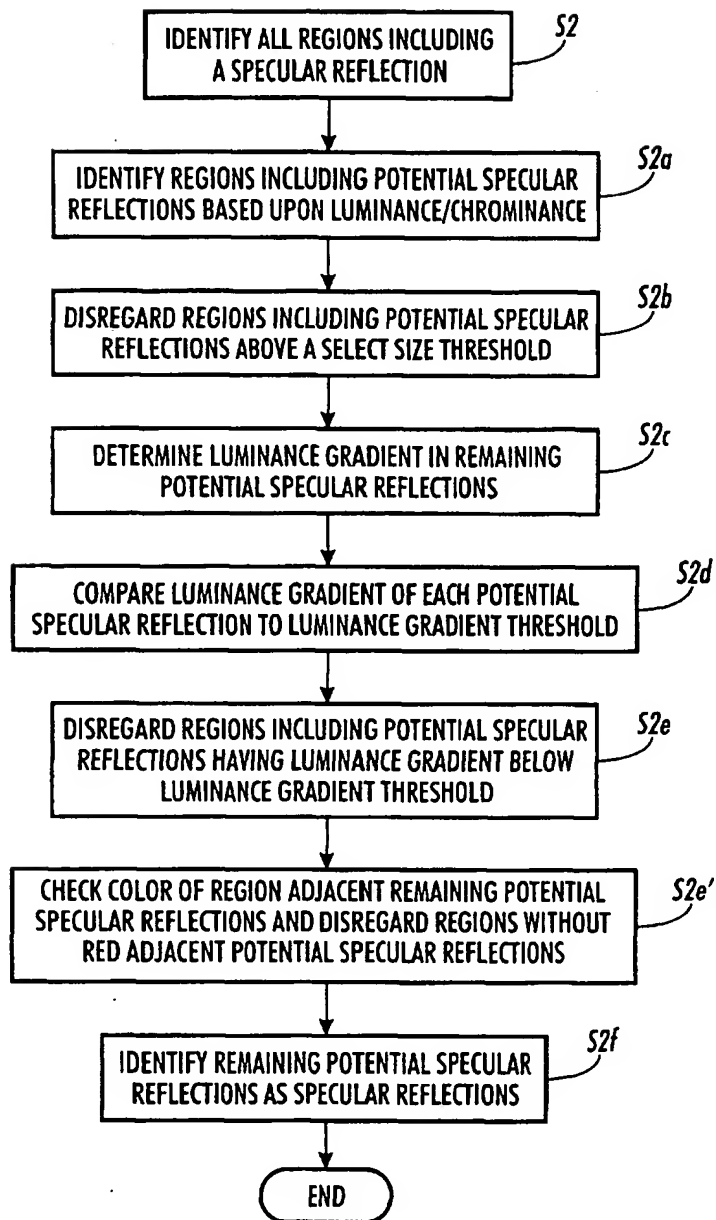 IDENTIFY ALL REGIONS INCLUDING
A SPECULAR REFLECTION
S2
IDENTIFY REGIONS INCLUDING POTENTIAL SPECULAR
REFLECTIONS BASED UPON LUMINANCE/CHROMINANCE
S2a
DISREGARD REGIONS INCLUDING POTENTIAL SPECULAR
REFLECTIONS ABOVE A SELECT SIZE THRESHOLD
S2b
DETERMINE LUMINANCE GRADIENT IN REMAINING
POTENTIAL SPECULAR REFLECTIONS
S2c
COMPARE LUMINANCE GRADIENT OF EACH POTENTIAL
SPECULAR REFLECTION TO LUMINANCE GRADIENT THRESHOLD
S2d
DISREGARD REGIONS INCLUDING POTENTIAL SPECULAR
REFLECTIONS HAVING LUMINANCE GRADIENT BELOW
LUMINANCE GRADIENT THRESHOLD
S2e
CHECK COLOR OF REGION ADJACENT REMAINING POTENTIAL
SPECULAR REFLECTIONS AND DISREGARD REGIONS WITHOUT
RED ADJACENT POTENTIAL SPECULAR REFLECTIONS
S2e'
IDENTIFY REMAINING POTENTIAL SPECULAR
REFLECTIONS AS SPECULAR REFLECTIONS
S2f
END